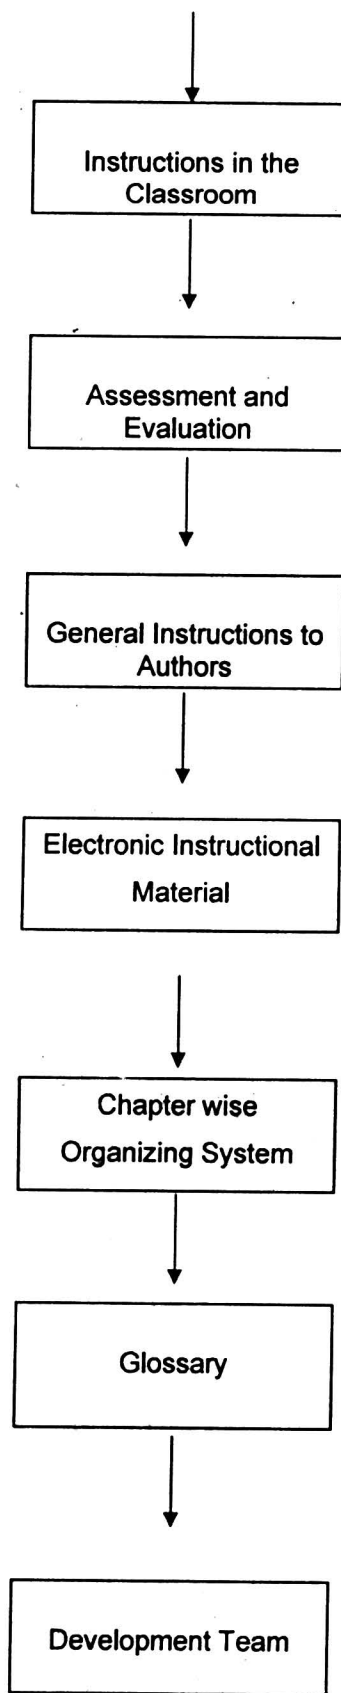 Instructions in the
Classroom
Assessment and
Evaluation
General Instructions to
Authors
Electronic Instructional
Material
Chapter wise
Organizing System
Glossary
Development Team